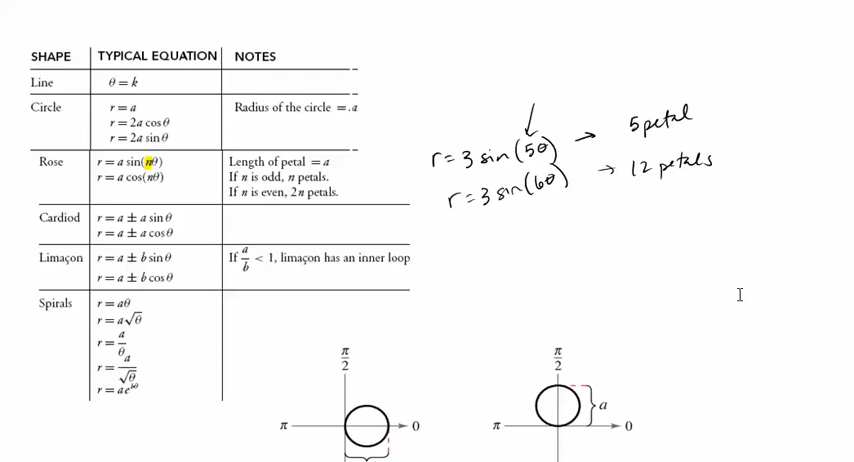 SHAPE TYPICAL EQUATION NOTES
Line θ = k
Circle r = a Radius of the circle = a
r = 2a cos θ
r = 2a sin θ
Rose r = a sin(nθ) Length of petal = a
r = a cos(nθ) If n is odd, n petals.
If n is even, 2n petals.
Cardiod r = a ± a sin θ
r = a ± a cos θ
Limaçon r = a ± b sin θ If a/b < 1, limaçon has an inner loop
r = a ± b cos θ
Spirals r = aθ
r = a√θ
r = a/θ
r = a/√θ
r = ae^bθ
r = 3 sin(5θ) → 5 petal
r = 3 sin(6θ) → 12 petals
π/2
π 0
π/2
a
π 0